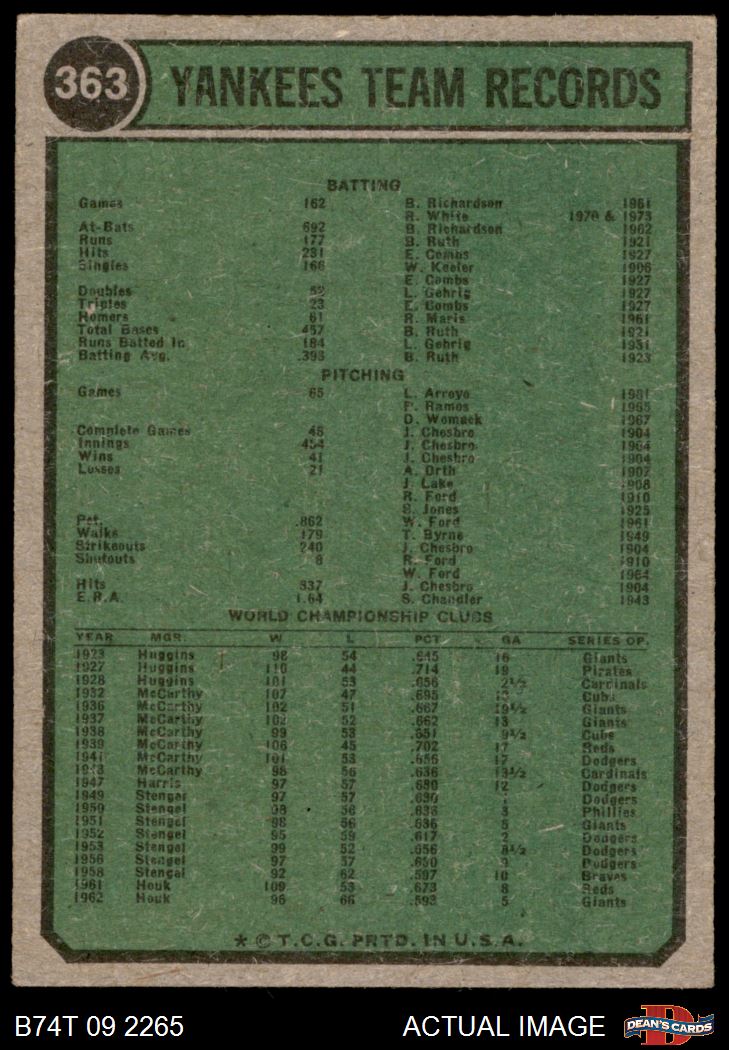 363 YANKEES TEAM RECORDS
BATTING
Games 162 B. Richardson 1961
R. White 1970 & 1973
At-Bats 692 B. Richardson 1962
Runs 177 B. Ruth 1921
Hits 231 E. Combs 1927
Singles 166 W. Keeler 1906
E. Combs 1927
Doubles 52 L. Gehrig 1927
Triples 23 E. Combs 1927
Homers 61 R. Maris 1961
Total Bases 457 B. Ruth 1921
Runs Batted In 184 L. Gehrig 1931
Batting Avg. .393 B. Ruth 1923
PITCHING
Games 65 L. Arroyo 1961
P. Ramos 1965
D. Womack 1967
Complete Games 48 J. Chesbro 1904
Innings 454 J. Chesbro 1904
Wins 41 J. Chesbro 1904
Losses 21 A. Orth 1907
J. Lake 1908
R. Ford 1910
S. Jones 1925
Pct. .862 W. Ford 1961
Walks 179 T. Byrne 1949
Strikeouts 240 J. Chesbro 1904
Shutouts 8 R. Ford 1910
W. Ford 1964
Hits 337 J. Chesbro 1904
E.R.A. 1.64 S. Chandler 1943
WORLD CHAMPIONSHIP CLUBS
YEAR MGR. W L PCT. GA SERIES OP.
1923 Huggins 98 54 .645 16 Giants
1927 Huggins 110 44 .714 19 Pirates
1928 Huggins 101 53 .656 2½ Cardinals
1932 McCarthy 107 47 .695 13 Cubs
1936 McCarthy 102 51 .667 19½ Giants
1937 McCarthy 102 52 .662 13 Giants
1938 McCarthy 99 53 .651 9½ Cubs
1939 McCarthy 106 45 .702 17 Reds
1941 McCarthy 101 53 .656 17 Dodgers
1943 McCarthy 98 56 .636 13½ Cardinals
1947 Harris 97 57 .630 12 Dodgers
1949 Stengel 97 57 .630 1 Dodgers
1950 Stengel 98 56 .636 3 Phillies
1951 Stengel 98 56 .636 5 Giants
1952 Stengel 95 59 .617 2 Dodgers
1953 Stengel 99 52 .656 8½ Dodgers
1956 Stengel 97 57 .630 9 Dodgers
1958 Stengel 92 62 .597 10 Braves
1961 Houk 109 53 .673 8 Reds
1962 Houk 96 66 .593 5 Giants
* © T.C.G. PRTD. IN U.S.A.
B74T 09 2265 ACTUAL IMAGE DEAN'S CARDS